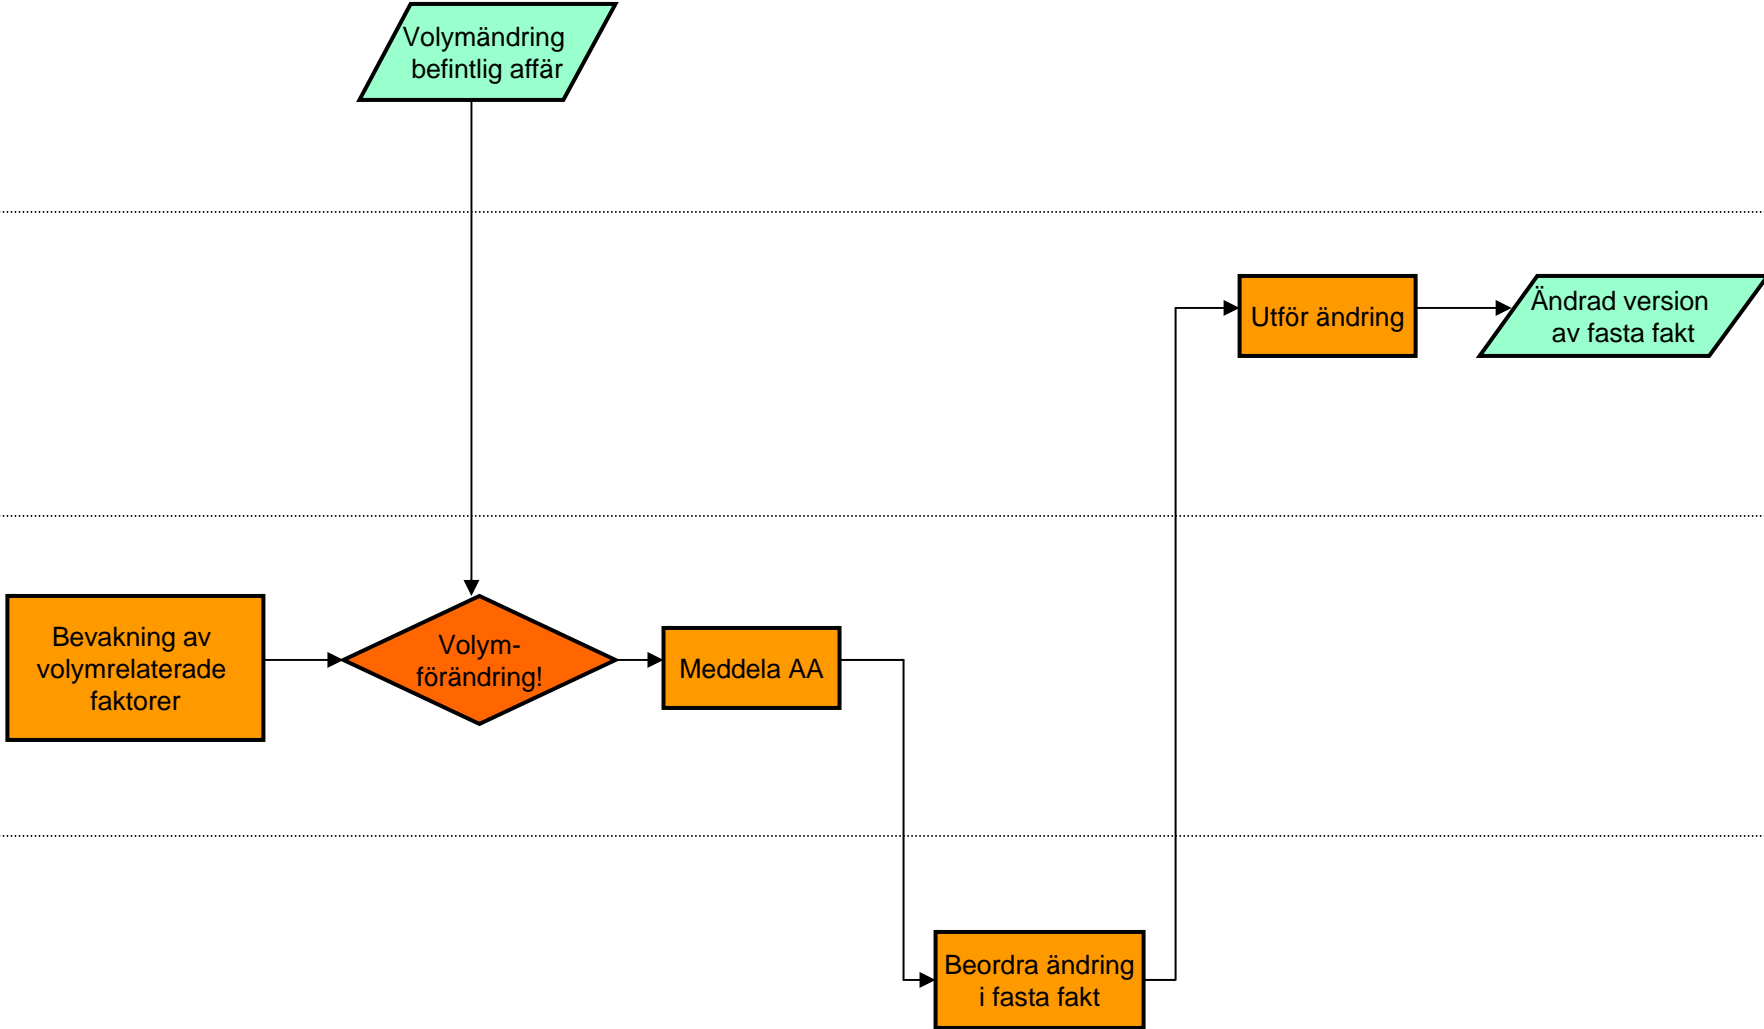 Volymändring
befintlig affär
Utför ändring
Ändrad version
av fasta fakt
Bevakning av
volymrelaterade
faktorer
Volym-
förändring!
Meddela AA
Beordra ändring
i fasta fakt